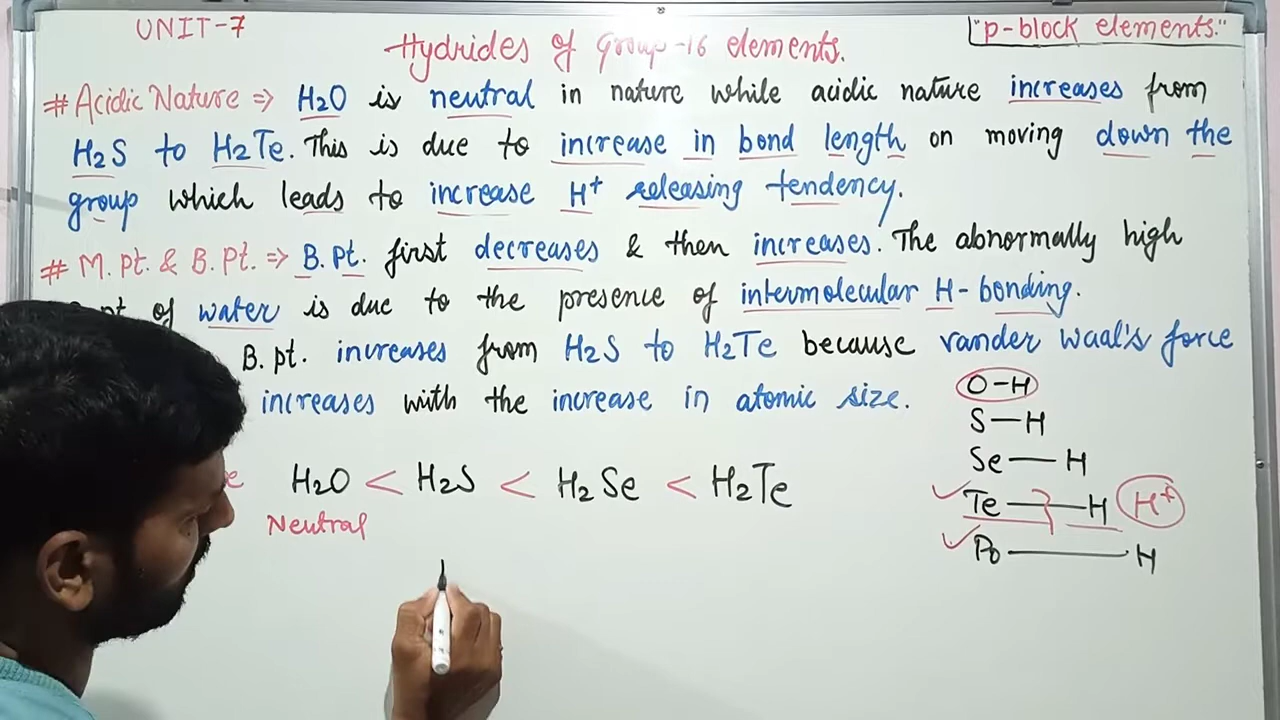 UNIT-7
"p-block elements."
Hydrides of group-16 elements.
# Acidic Nature ⇒ H2O is neutral in nature while acidic nature increases from
H2S to H2Te. This is due to increase in bond length on moving down the
group which leads to increase H+ releasing tendency.
# M. pt. & B. pt. ⇒ B. pt. first decreases & then increases. The abnormally high
pt of water is due to the presence of intermolecular H-bonding.
B. pt. increases from H2S to H2Te because vander waal's force
increases with the increase in atomic size.
O-H
S—H
Se—H
Te—H H+
Po—H
H2O < H2S < H2Se < H2Te
Neutral